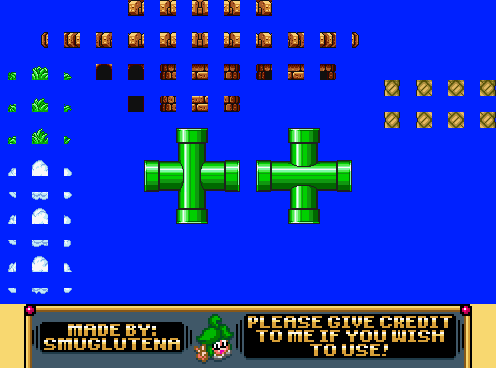 MADE BY:
SMUGLUTENA
PLEASE GIVE CREDIT
TO ME IF YOU WISH
TO USE!